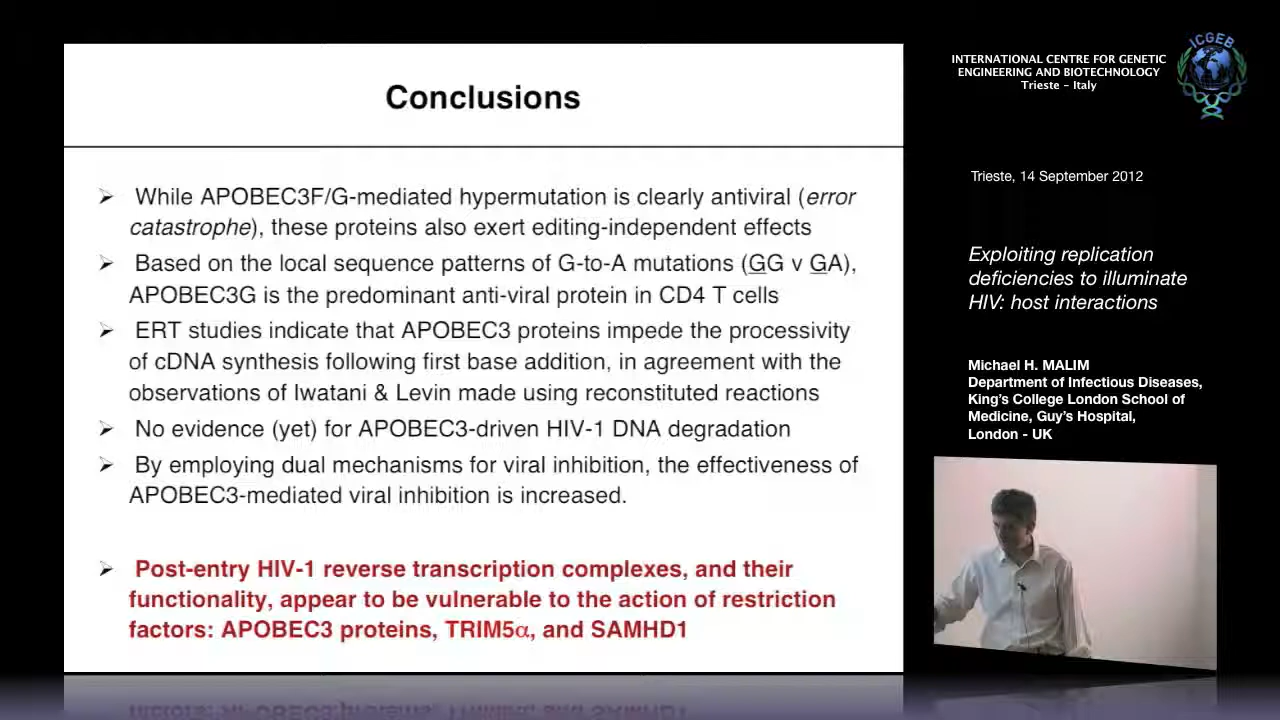 Conclusions
➢ While APOBEC3F/G-mediated hypermutation is clearly antiviral (error
catastrophe), these proteins also exert editing-independent effects
➢ Based on the local sequence patterns of G-to-A mutations (GG v GA),
APOBEC3G is the predominant anti-viral protein in CD4 T cells
➢ ERT studies indicate that APOBEC3 proteins impede the processivity
of cDNA synthesis following first base addition, in agreement with the
observations of Iwatani & Levin made using reconstituted reactions
➢ No evidence (yet) for APOBEC3-driven HIV-1 DNA degradation
➢ By employing dual mechanisms for viral inhibition, the effectiveness of
APOBEC3-mediated viral inhibition is increased.
➢ Post-entry HIV-1 reverse transcription complexes, and their
functionality, appear to be vulnerable to the action of restriction
factors: APOBEC3 proteins, TRIM5α, and SAMHD1
INTERNATIONAL CENTRE FOR GENETIC
ENGINEERING AND BIOTECHNOLOGY
Trieste - Italy
ICGEB
Trieste, 14 September 2012
Exploiting replication
deficiencies to illuminate
HIV: host interactions
Michael H. MALIM
Department of Infectious Diseases,
King's College London School of
Medicine, Guy's Hospital,
London - UK